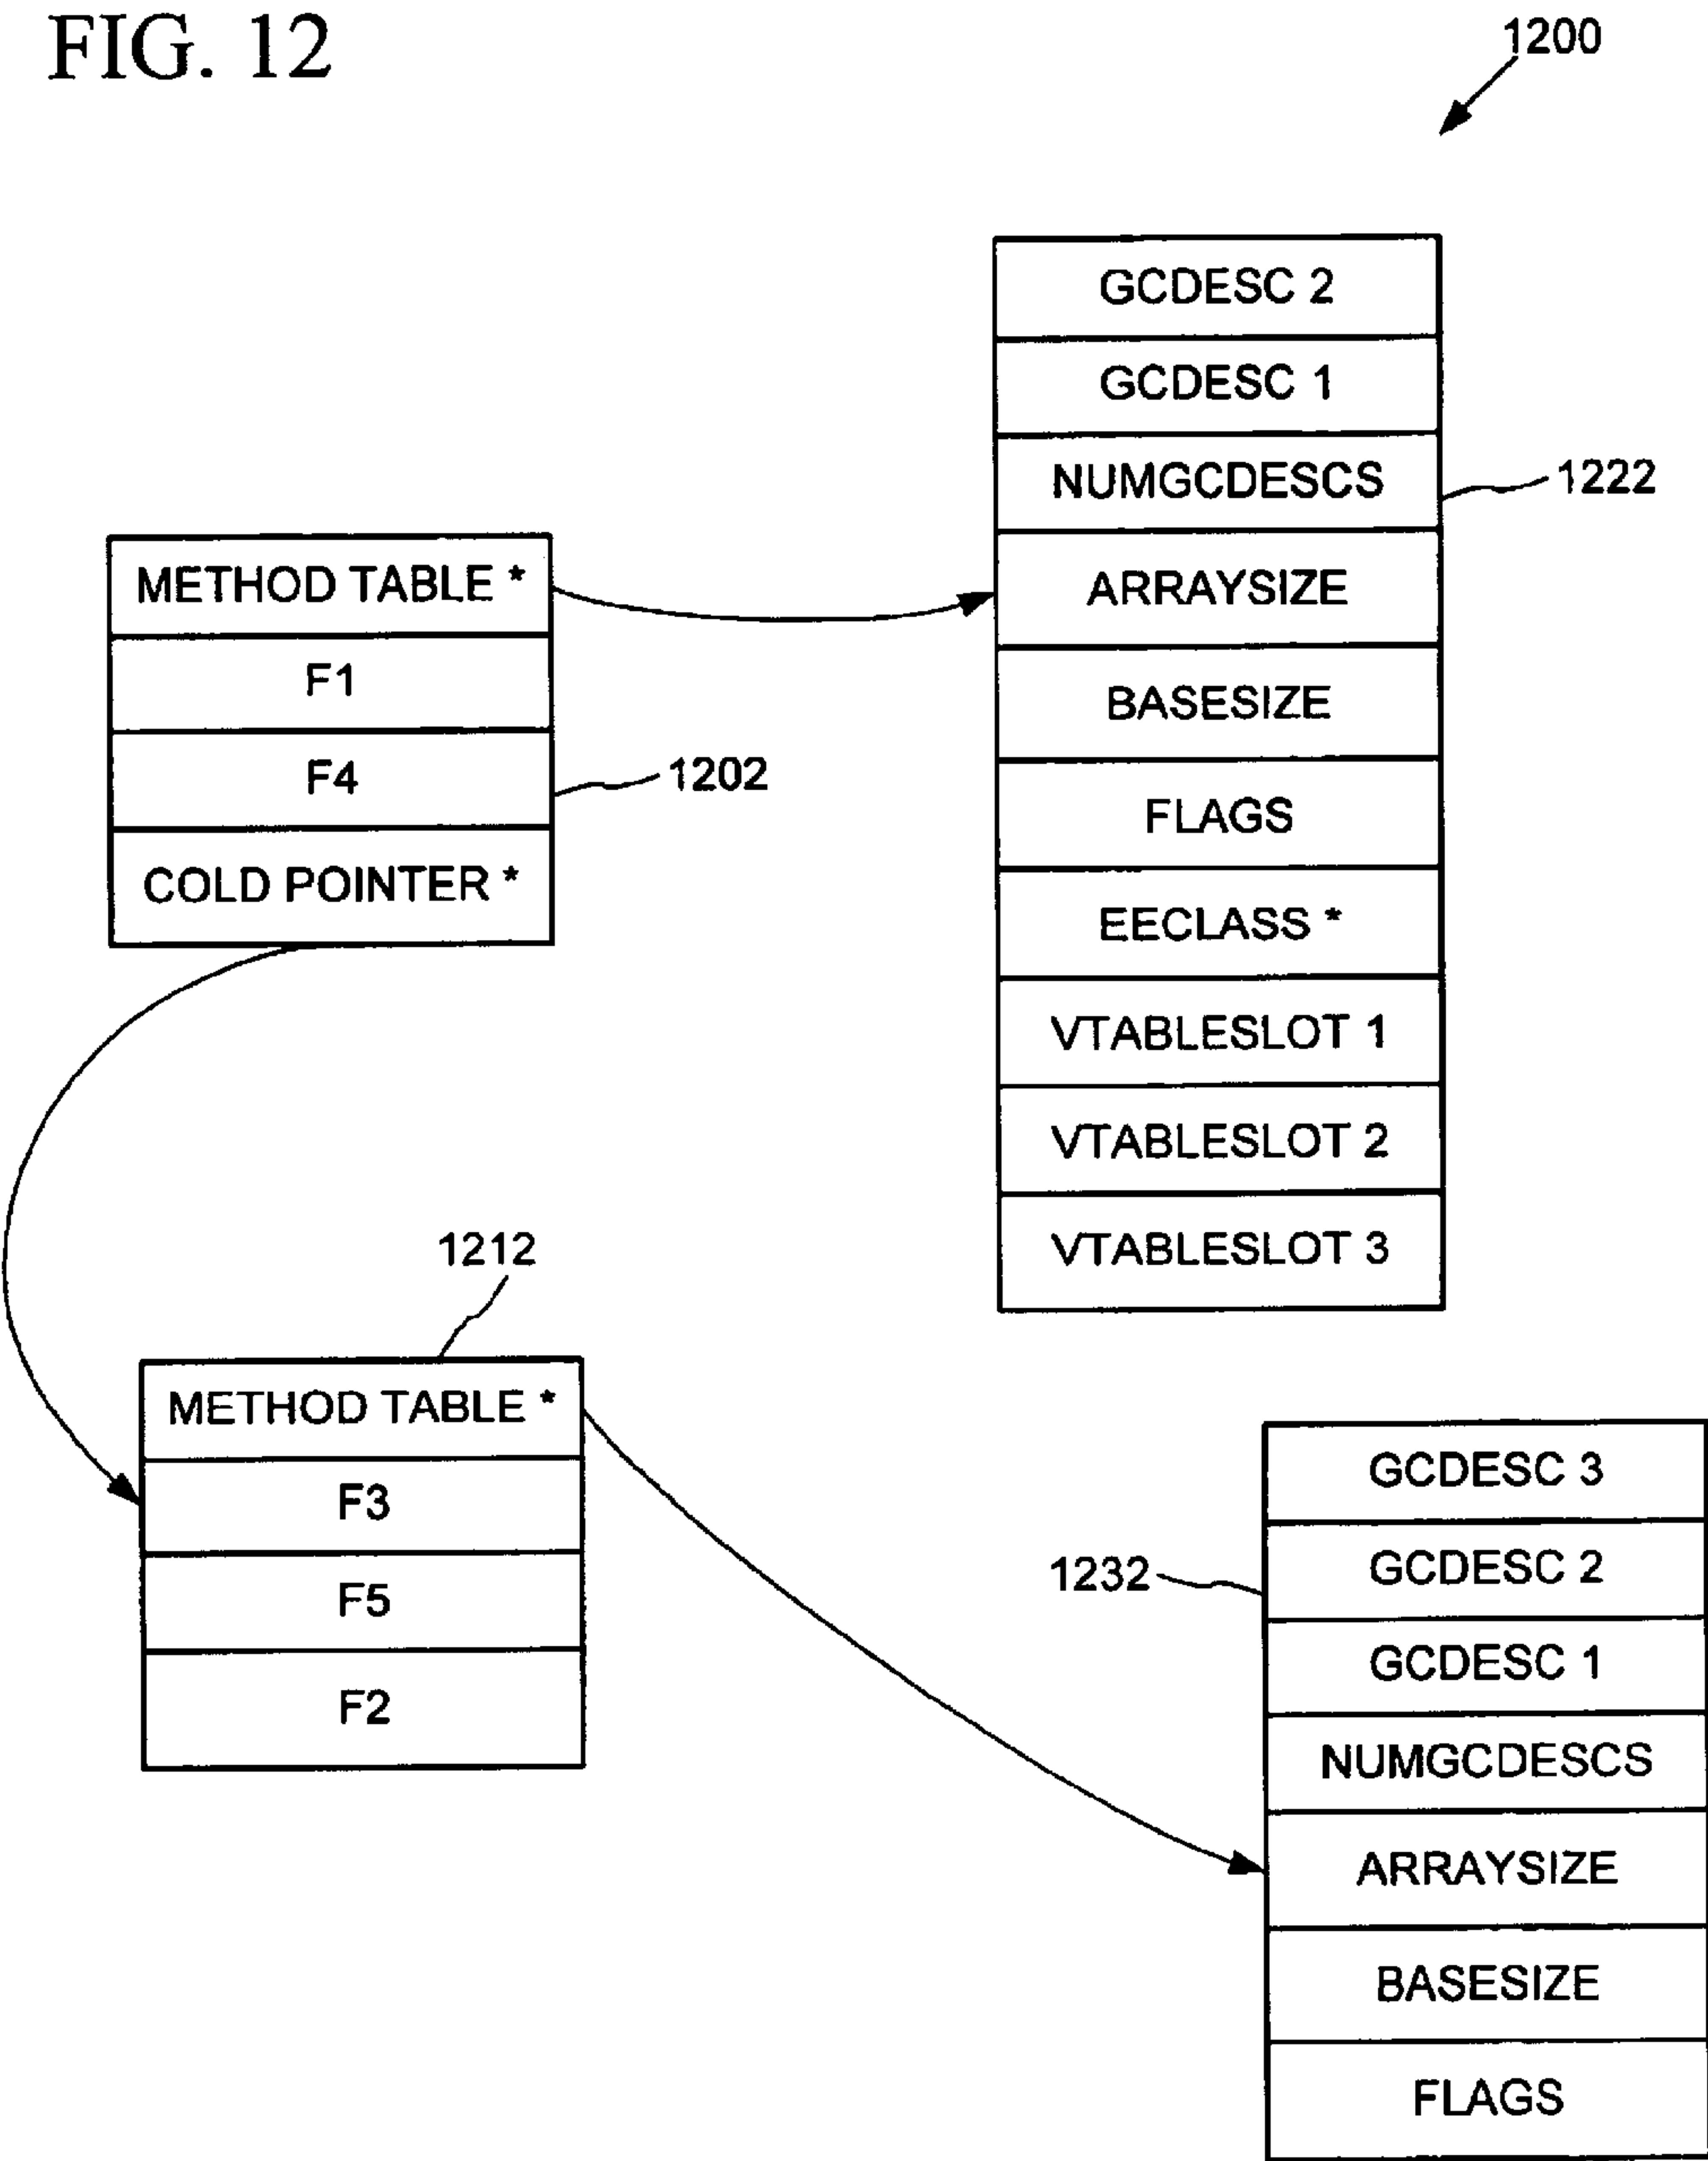 FIG. 12
1200
GCDESC 2
GCDESC 1
NUMGCDESCS
1222
ARRAYSIZE
BASESIZE
FLAGS
EECLASS *
VTABLESLOT 1
VTABLESLOT 2
VTABLESLOT 3
METHOD TABLE *
F1
F4
1202
COLD POINTER *
1212
METHOD TABLE *
F3
F5
F2
1232
GCDESC 3
GCDESC 2
GCDESC 1
NUMGCDESCS
ARRAYSIZE
BASESIZE
FLAGS